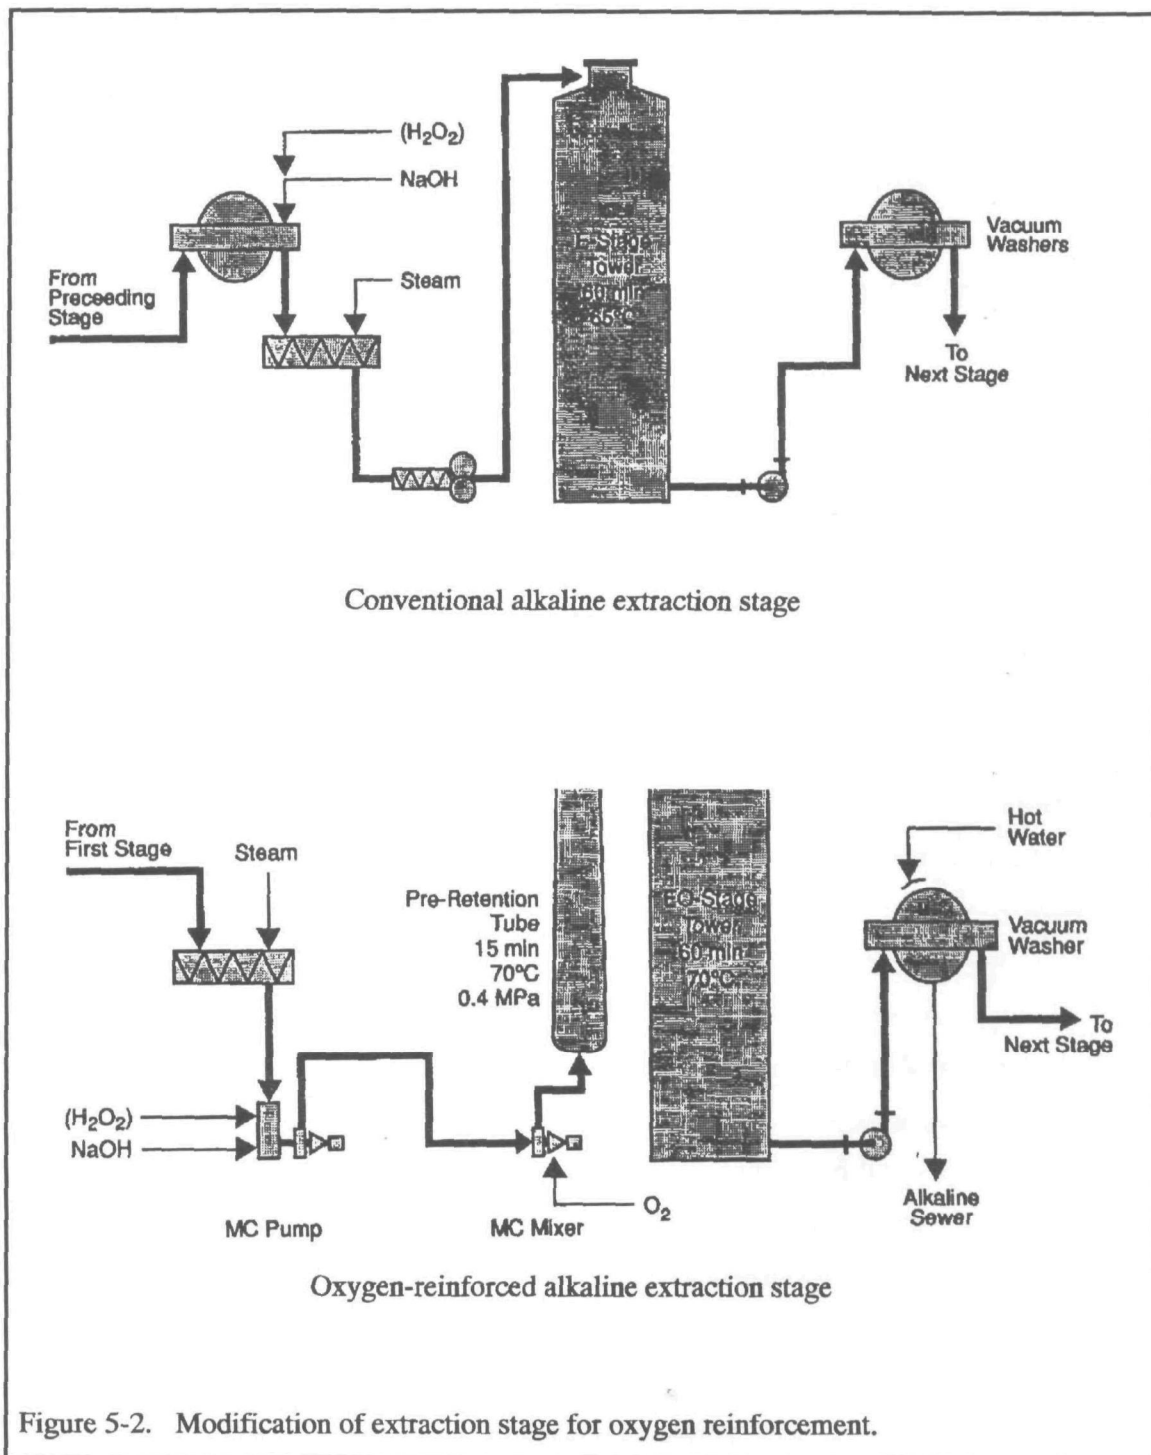 (H₂O₂)
NaOH
From
Preceeding
Stage
Steam
E-Stage
Tower
60 min
Vacuum
Washers
To
Next Stage
Conventional alkaline extraction stage
From
First Stage
Steam
Pre-Retention
Tube
15 min
70°C
0.4 MPa
EO-Stage
Tower
60 min
70°C
Hot
Water
Vacuum
Washer
To
Next Stage
(H₂O₂)
NaOH
O₂
Alkaline
Sewer
MC Pump
MC Mixer
Oxygen-reinforced alkaline extraction stage
Figure 5-2. Modification of extraction stage for oxygen reinforcement.